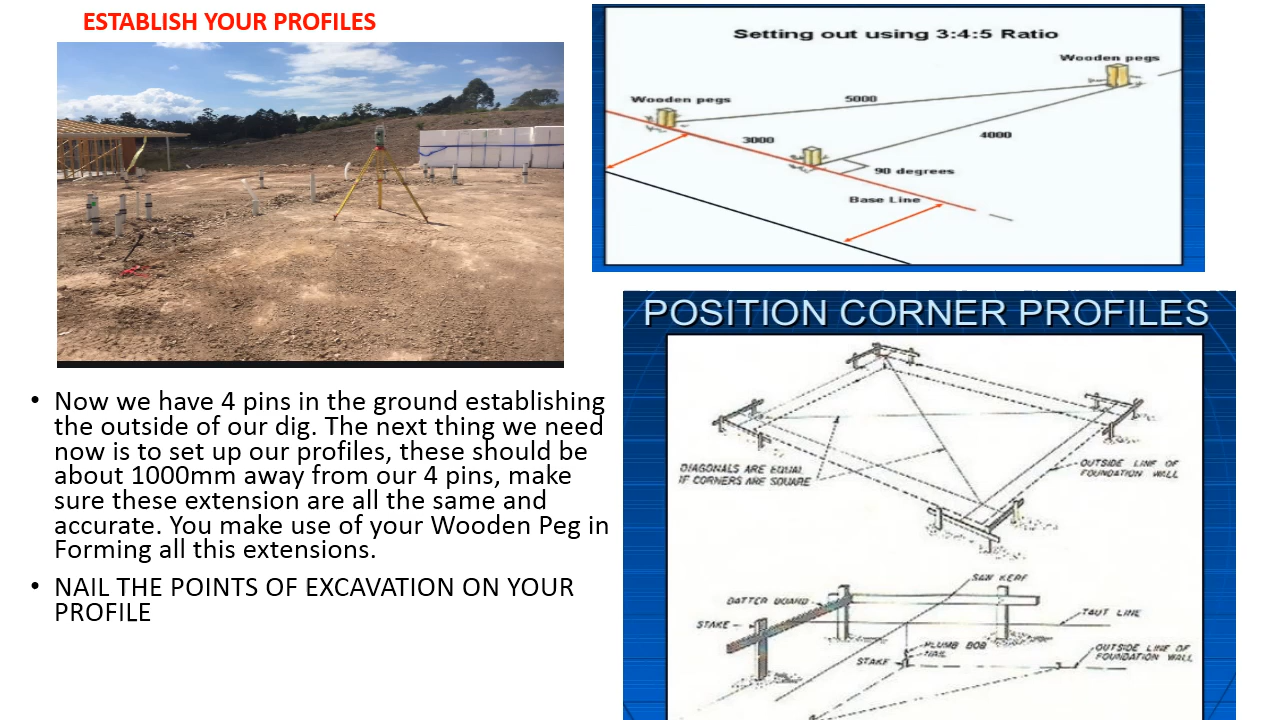 ESTABLISH YOUR PROFILES
• Now we have 4 pins in the ground establishing
the outside of our dig. The next thing we need
now is to set up our profiles, these should be
about 1000mm away from our 4 pins, make
sure these extension are all the same and
accurate. You make use of your Wooden Peg in
Forming all this extensions.
• NAIL THE POINTS OF EXCAVATION ON YOUR
PROFILE
Setting out using 3:4:5 Ratio
Wooden pegs
Wooden pegs
5000
3000
4000
90 degrees
Base Line
POSITION CORNER PROFILES
DIAGONALS ARE EQUAL
IF CORNERS ARE SQUARE
OUTSIDE LINE OF
FOUNDATION WALL
SAW KERF
BATTER BOARD
STAKE
TAUT LINE
PLUMB BOB
NAIL
STAKE
OUTSIDE LINE OF
FOUNDATION WALL